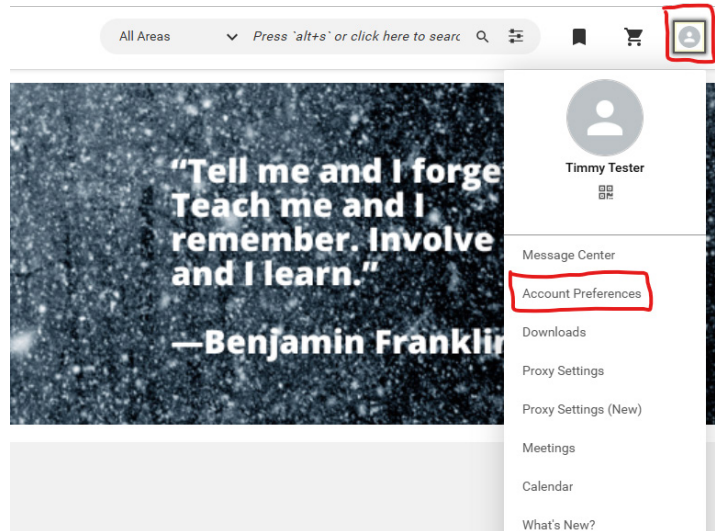 All Areas Press `alt+s` or click here to searc
Timmy Tester
“Tell me and I forge
Teach me and I
remember. Involve
and I learn.”
—Benjamin Franklin
Message Center
Account Preferences
Downloads
Proxy Settings
Proxy Settings (New)
Meetings
Calendar
What's New?